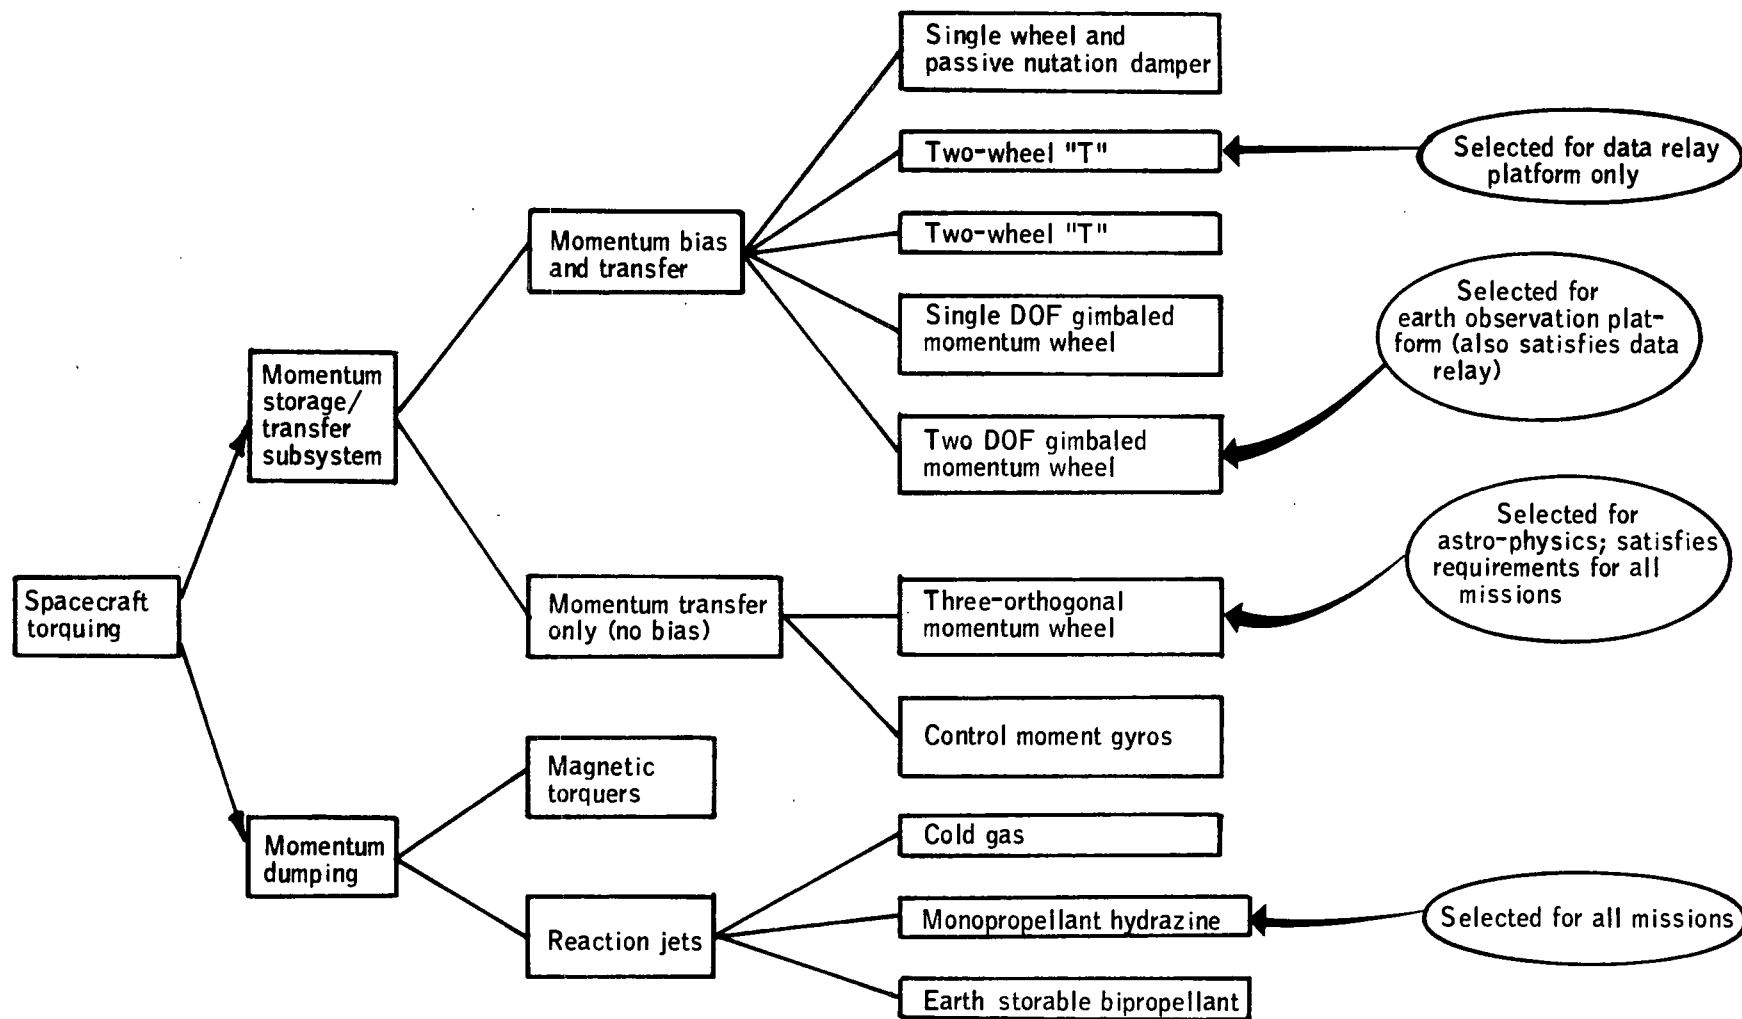 Single wheel and
passive nutation damper
Two-wheel "T"
Selected for data relay
platform only
Momentum bias
and transfer
Two-wheel "T"
Single DOF gimbaled
momentum wheel
Selected for
earth observation plat-
form (also satisfies data
relay)
Momentum
storage/
transfer
subsystem
Two DOF gimbaled
momentum wheel
Selected for
astro-physics; satisfies
requirements for all
missions
Spacecraft
torquing
Momentum transfer
only (no bias)
Three-orthogonal
momentum wheel
Control moment gyros
Magnetic
torquers
Momentum
dumping
Cold gas
Reaction jets
Monopropellant hydrazine
Selected for all missions
Earth storable bipropellant